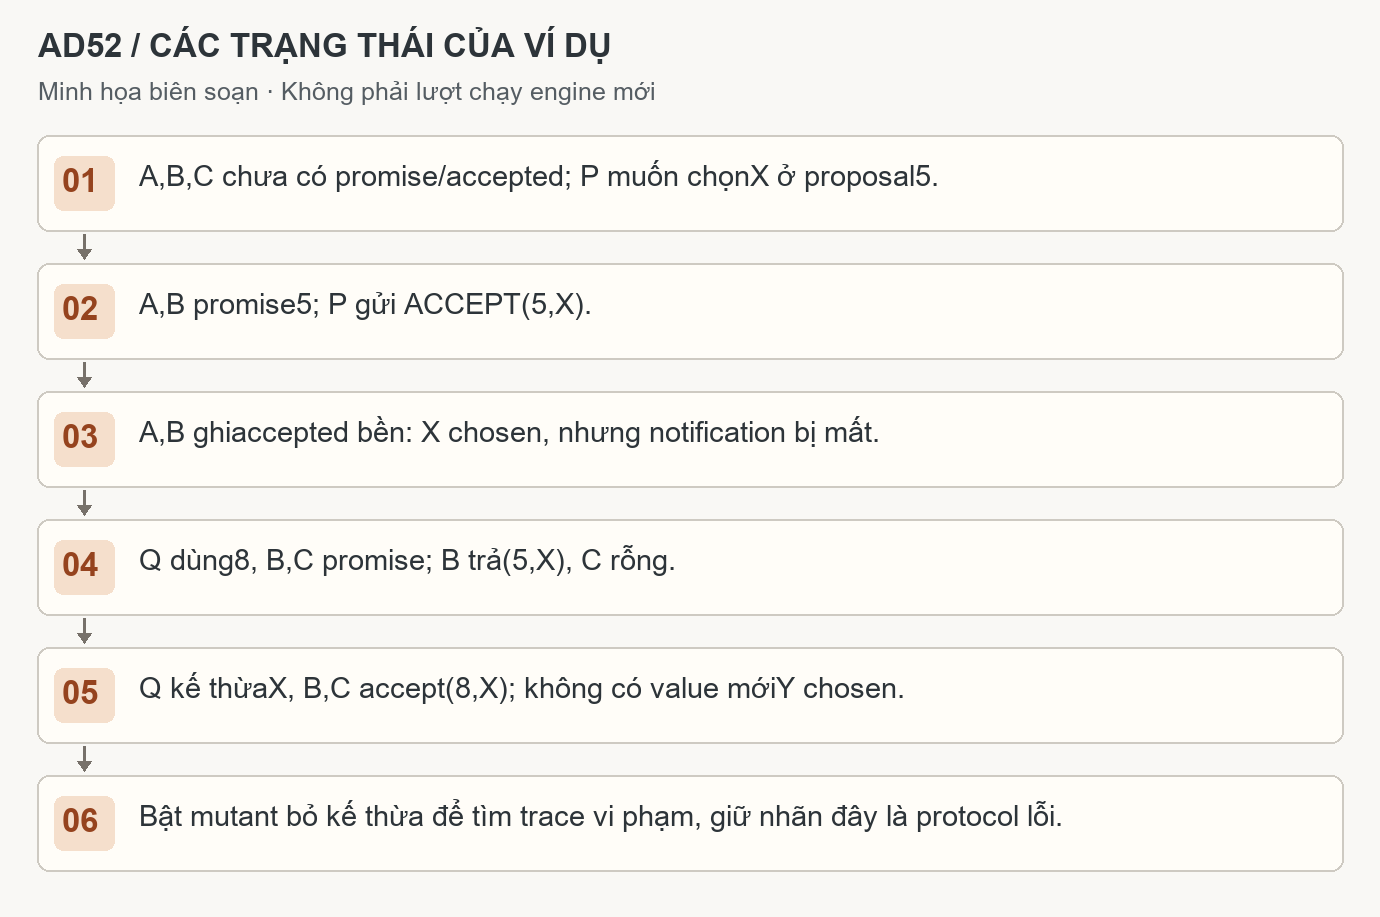 AD52 / CÁC TRẠNG THÁI CỦA VÍ DỤ
Minh họa biên soạn · Không phải lượt chạy engine mới
01 A,B,C chưa có promise/accepted; P muốn chọnX ở proposal5.
02 A,B promise5; P gửi ACCEPT(5,X).
03 A,B ghiaccepted bền: X chosen, nhưng notification bị mất.
04 Q dùng8, B,C promise; B trả(5,X), C rỗng.
05 Q kế thừaX, B,C accept(8,X); không có value mớiY chosen.
06 Bật mutant bỏ kế thừa để tìm trace vi phạm, giữ nhãn đây là protocol lỗi.